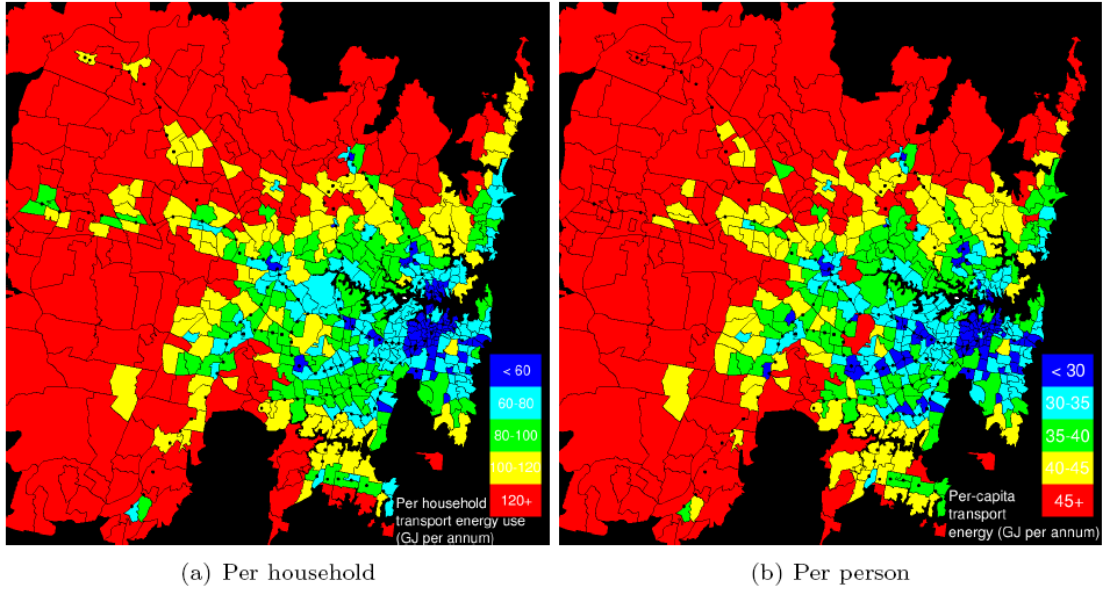 < 60
60-80
80-100
100-120
120+
Per household
transport energy use
(GJ per annum)
< 30
30-35
35-40
40-45
45+
Per-capita
transport
energy (GJ per annum)
(a) Per household
(b) Per person